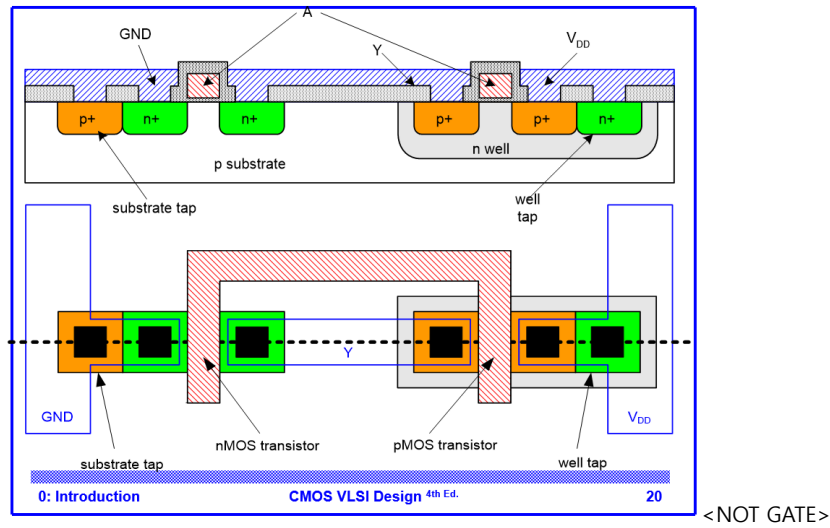 A
GND
Y
VDD
p+
n+
n+
p+
p+
n+
n well
p substrate
substrate tap
well
tap
Y
GND
VDD
nMOS transistor
pMOS transistor
substrate tap
well tap
0: Introduction
CMOS VLSI Design 4th Ed.
20
<NOT GATE>